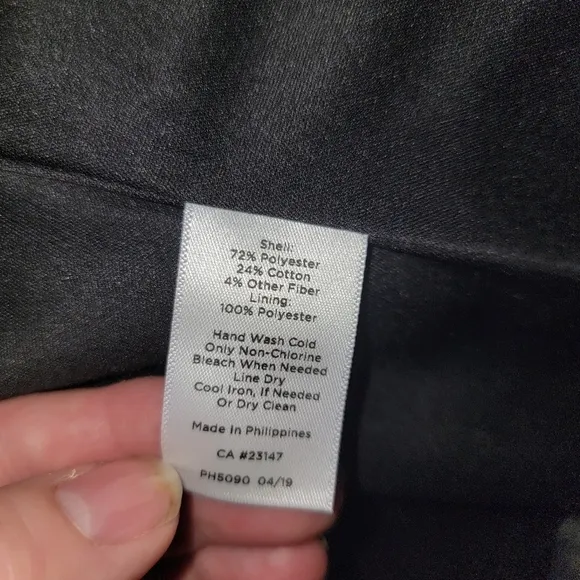 Shell:
72% Polyester
24% Cotton
4% Other Fiber
Lining:
100% Polyester
Hand Wash Cold
Only Non-Chlorine
Bleach When Needed
Line Dry
Cool Iron, If Needed
Or Dry Clean
Made In Philippines
CA #23147
PH5090 04/19